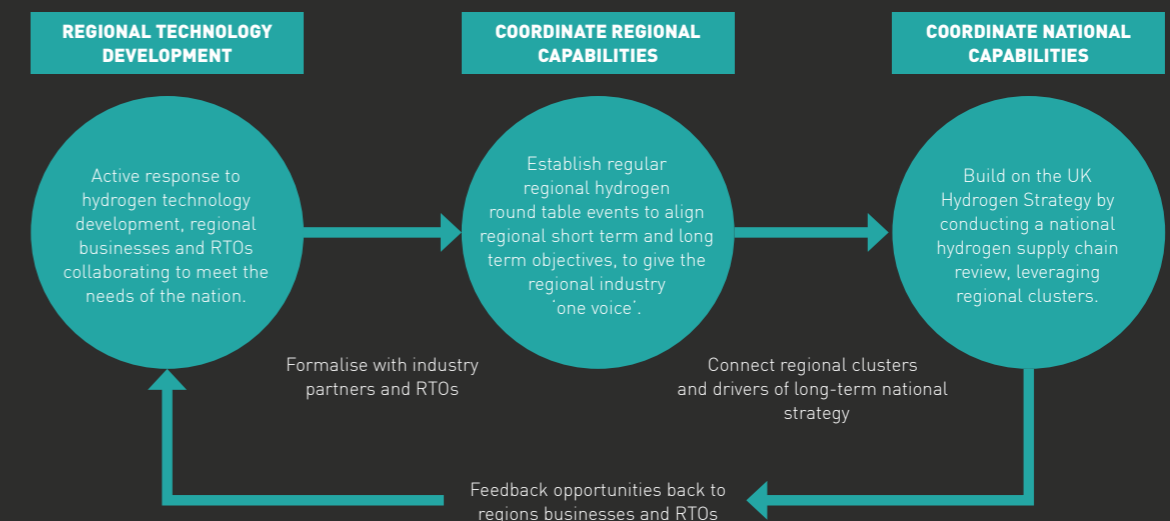 REGIONAL TECHNOLOGY
DEVELOPMENT
COORDINATE REGIONAL
CAPABILITIES
COORDINATE NATIONAL
CAPABILITIES
Active response to
hydrogen technology
development, regional
businesses and RTOs
collaborating to meet the
needs of the nation.
Establish regular
regional hydrogen
round table events to align
regional short term and long
term objectives, to give the
regional industry
‘one voice’.
Build on the UK
Hydrogen Strategy by
conducting a national
hydrogen supply chain
review, leveraging
regional clusters.
Formalise with industry
partners and RTOs
Connect regional clusters
and drivers of long-term national
strategy
Feedback opportunities back to
regions businesses and RTOs